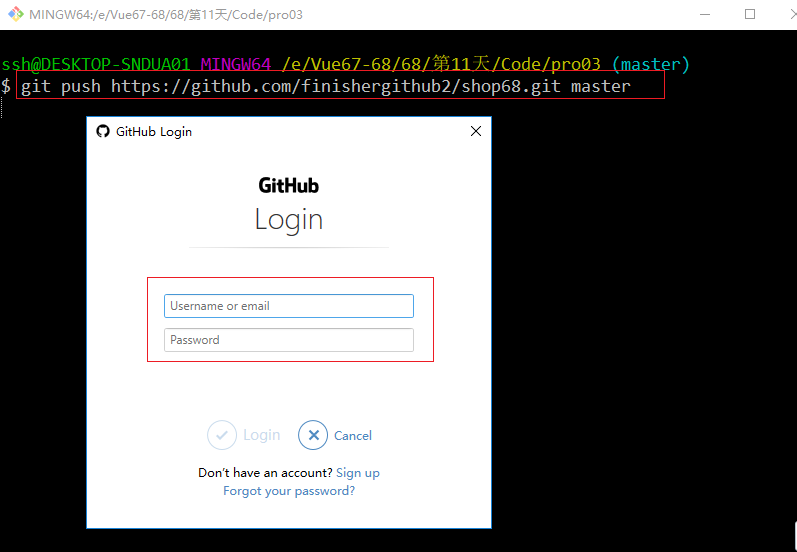 MINGW64:/e/Vue67-68/68/第11天/Code/pro03
ssh@DESKTOP-SNDUA01 MINGW64 /e/Vue67-68/68/第11天/Code/pro03 (master)
$ git push https://github.com/finishergithub2/shop68.git master
GitHub Login
GitHub
Login
Username or email
Password
Login Cancel
Don't have an account? Sign up
Forgot your password?